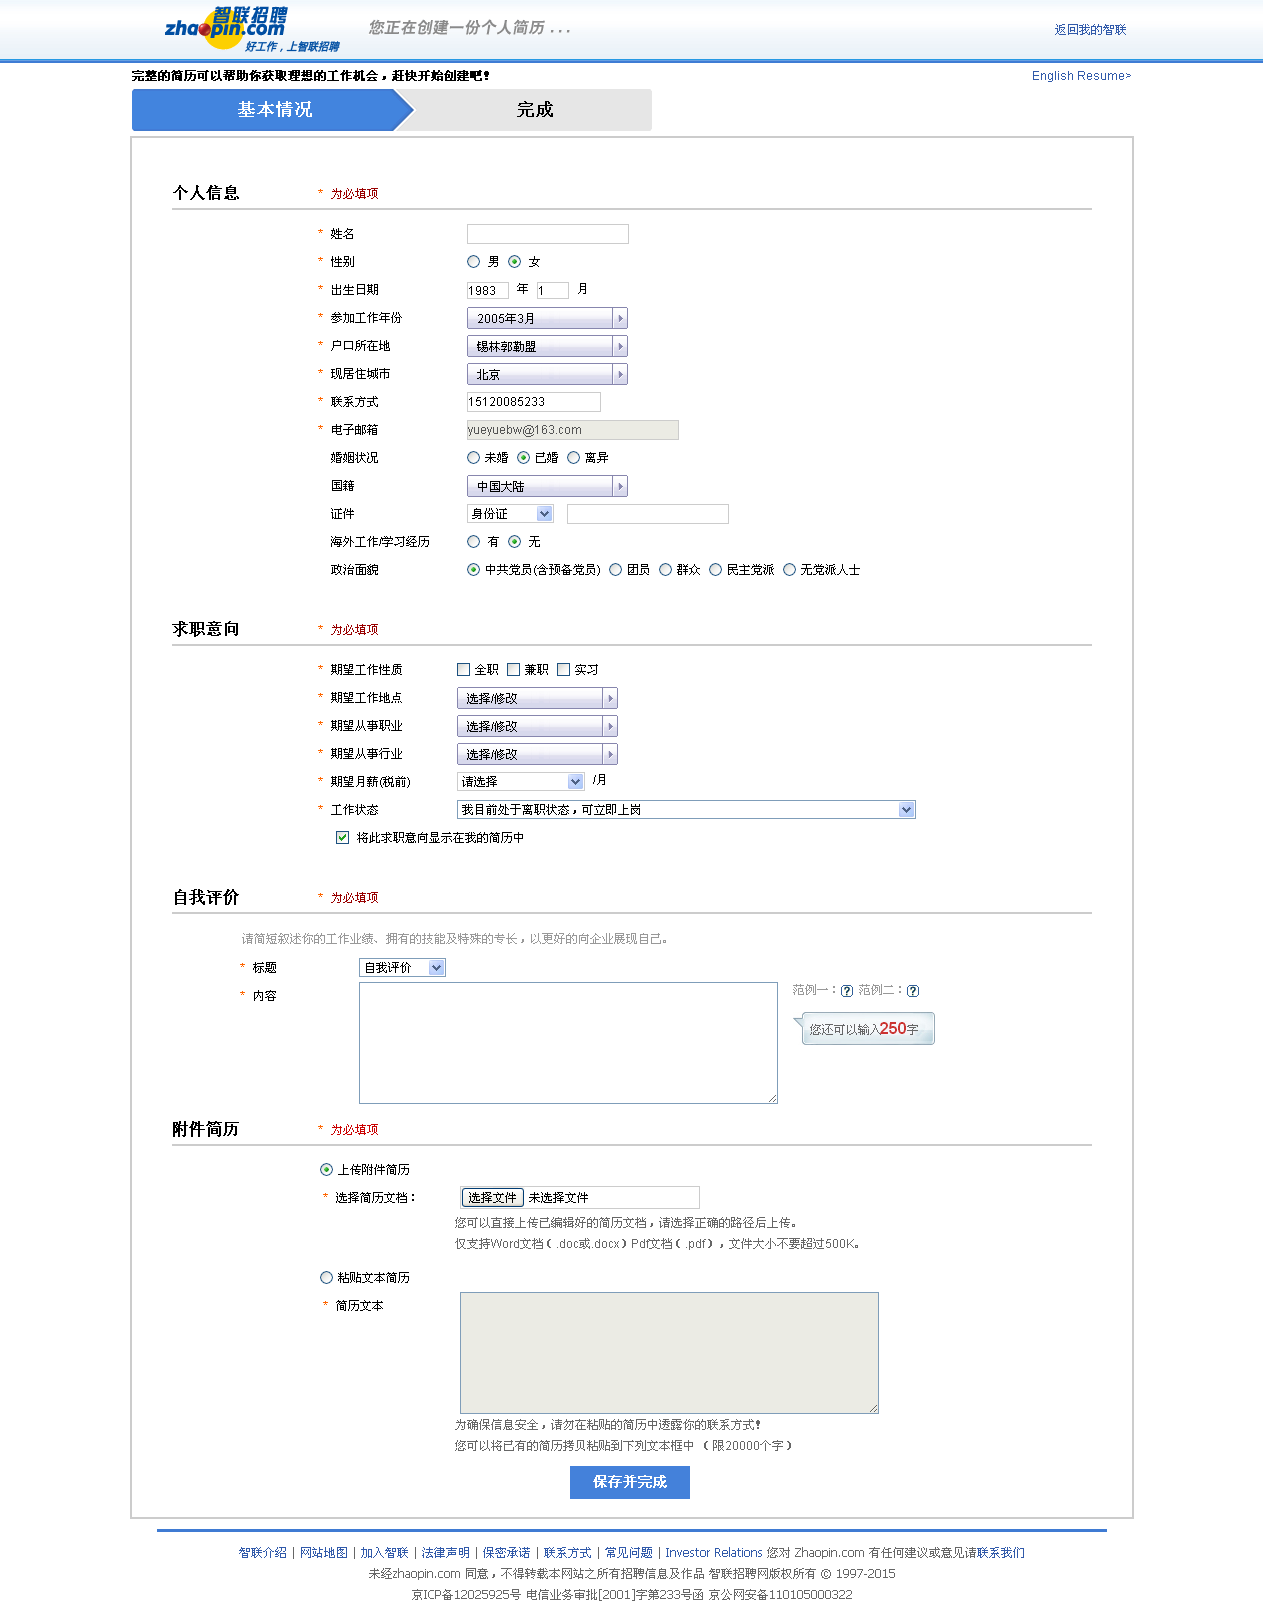 智联招聘
zhaopin.com
好工作，上智联招聘
您正在创建一份个人简历 ...
返回我的智联
完整的简历可以帮助你获取理想的工作机会，赶快开始创建吧！
English Resume>
基本情况 完成
个人信息 * 为必填项
* 姓名
* 性别 男 女
* 出生日期 1983 年 1 月
* 参加工作年份 2005年3月
* 户口所在地 锡林郭勒盟
* 现居住城市 北京
* 联系方式 15120085233
* 电子邮箱 yueyuebw@163.com
婚姻状况 未婚 已婚 离异
国籍 中国大陆
证件 身份证
海外工作/学习经历 有 无
政治面貌 中共党员(含预备党员) 团员 群众 民主党派 无党派人士
求职意向 * 为必填项
* 期望工作性质 全职 兼职 实习
* 期望工作地点 选择/修改
* 期望从事职业 选择/修改
* 期望从事行业 选择/修改
* 期望月薪(税前) 请选择 /月
* 工作状态 我目前处于离职状态，可立即上岗
将此求职意向显示在我的简历中
自我评价 * 为必填项
请简短叙述你的工作业绩、拥有的技能及特殊的专长，以更好的向企业展现自己。
* 标题 自我评价
* 内容 范例一：? 范例二：?
您还可以输入250字
附件简历 * 为必填项
上传附件简历
* 选择简历文档： 选择文件 未选择文件
您可以直接上传已编辑好的简历文档，请选择正确的路径后上传。
仅支持Word文档（.doc或.docx）Pdf文档（.pdf），文件大小不要超过500K。
粘贴文本简历
* 简历文本
为确保信息安全，请勿在粘贴的简历中透露你的联系方式！
您可以将已有的简历拷贝粘贴到下列文本框中 （限20000个字）
保存并完成
智联介绍 | 网站地图 | 加入智联 | 法律声明 | 保密承诺 | 联系方式 | 常见问题 | Investor Relations 您对 Zhaopin.com 有任何建议或意见请联系我们
未经zhaopin.com 同意，不得转载本网站之所有招聘信息及作品 智联招聘网版权所有 © 1997-2015
京ICP备12025925号 电信业务审批[2001]字第233号函 京公网安备110105000322